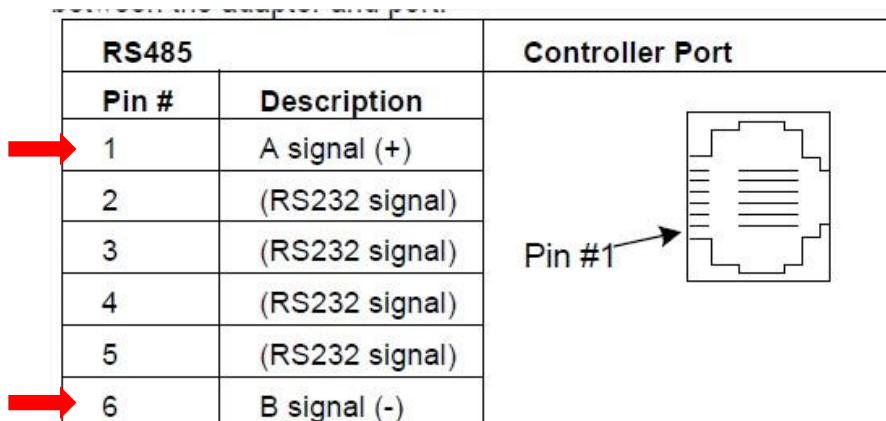 RS485 Controller Port
Pin # Description
1 A signal (+)
2 (RS232 signal)
3 (RS232 signal)
Pin #1
4 (RS232 signal)
5 (RS232 signal)
6 B signal (-)